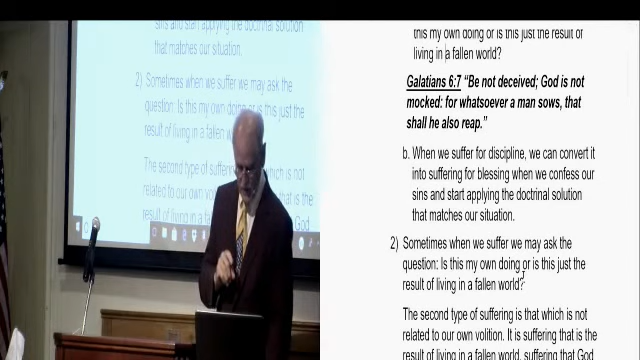 sins and start applying the doctrinal solution
that matches our situation.
2) Sometimes when we suffer we may ask the
question: Is this my own doing or is this just the
result of living in a fallen w
The second type of suffering which is not
related to our own volition. that is the
result of living in a fallen God
this my own doing or is this just the result of
living in a fallen world?
Galatians 6:7 "Be not deceived; God is not
mocked: for whatsoever a man sows, that
shall he also reap."
b. When we suffer for discipline, we can convert it
into suffering for blessing when we confess our
sins and start applying the doctrinal solution
that matches our situation.
2) Sometimes when we suffer we may ask the
question: Is this my own doing or is this just the
result of living in a fallen world?
The second type of suffering is that which is not
related to our own volition. It is suffering that is the
result of living in a fallen world, suffering that God